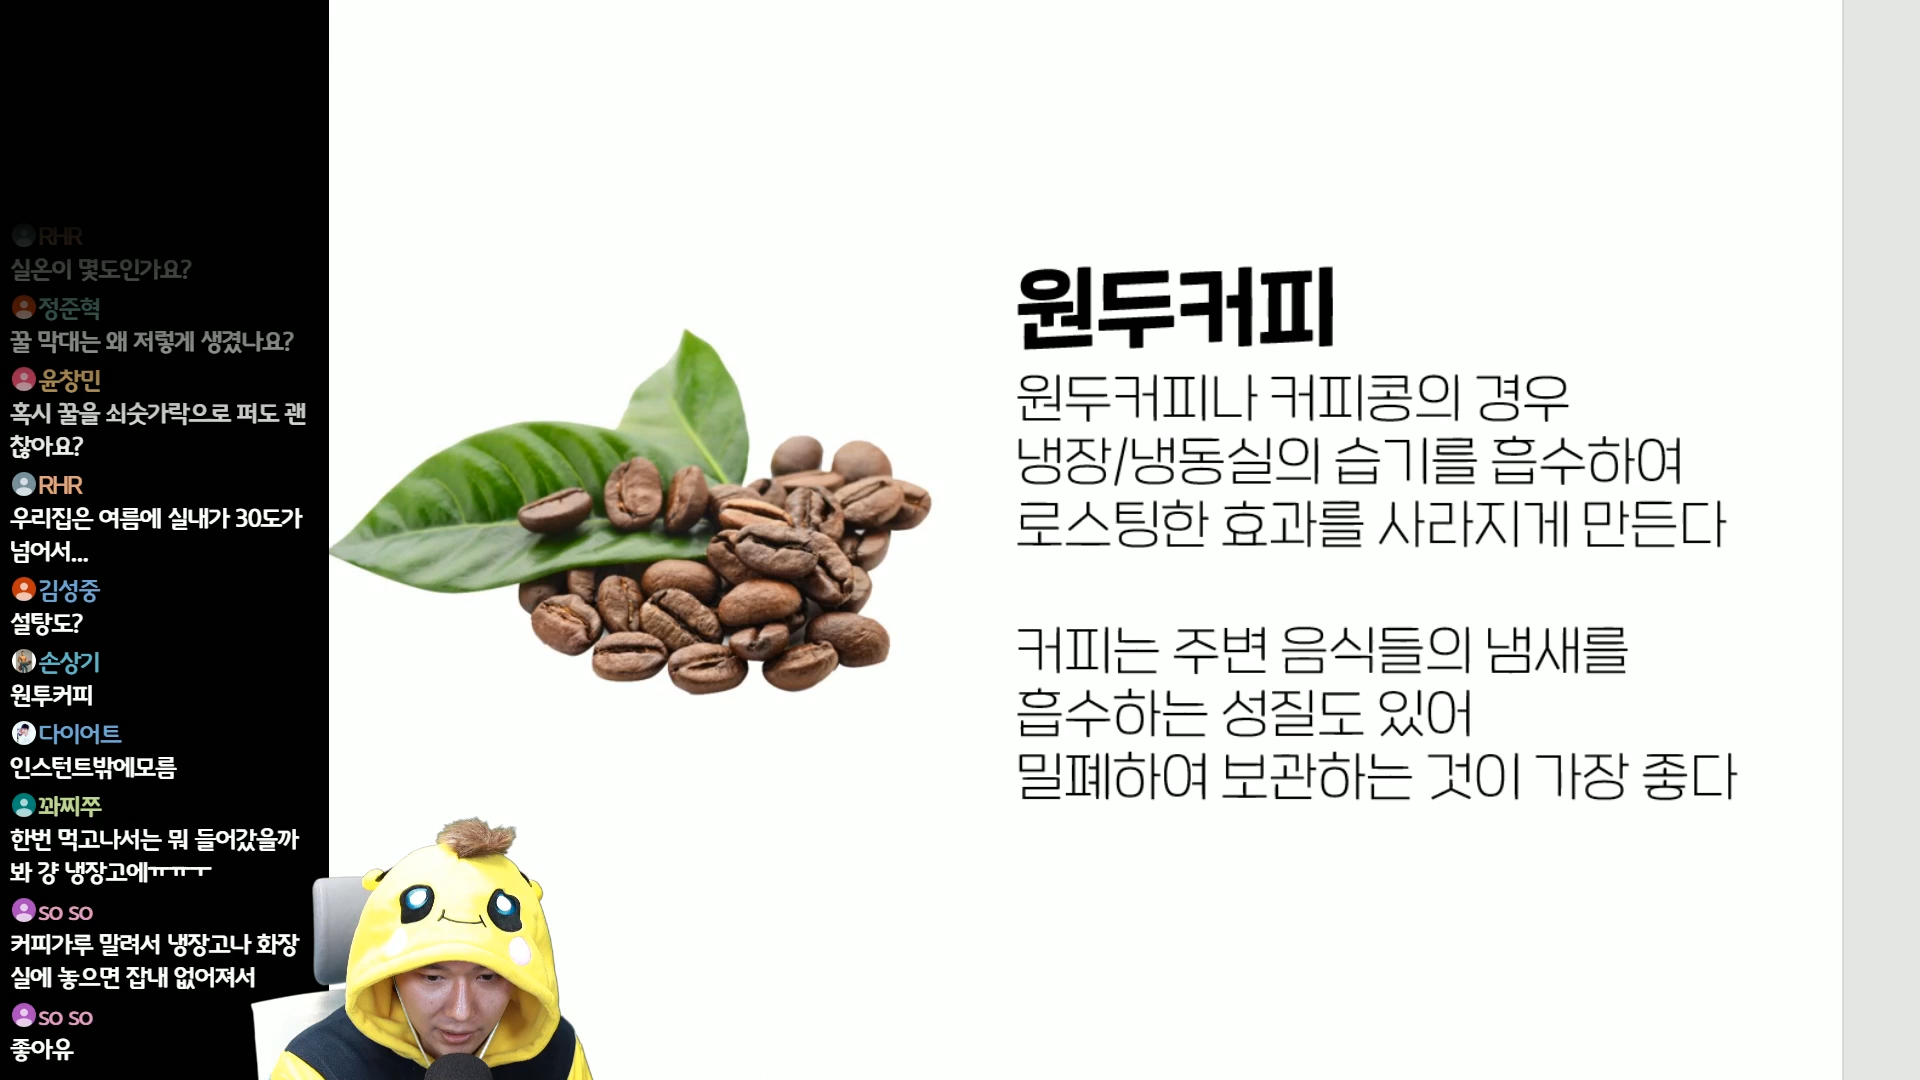 RHR
실온이 몇도인가요?
정준혁
꿀 막대는 왜 저렇게 생겼나요?
윤창민
혹시 꿀을 쇠숫가락으로 퍼도 괜
찮아요?
RHR
우리집은 여름에 실내가 30도가
넘어서...
김성중
설탕도?
손상기
원투커피
다이어트
인스턴트밖에모름
꽈찌쭈
한번 먹고나서는 뭐 들어갔을까
봐 걍 냉장고에ㅠㅠㅜ
so so
커피가루 말려서 냉장고나 화장
실에 놓으면 잡내 없어져서
so so
좋아유
원두커피
원두커피나 커피콩의 경우
냉장/냉동실의 습기를 흡수하여
로스팅한 효과를 사라지게 만든다
커피는 주변 음식들의 냄새를
흡수하는 성질도 있어
밀폐하여 보관하는 것이 가장 좋다